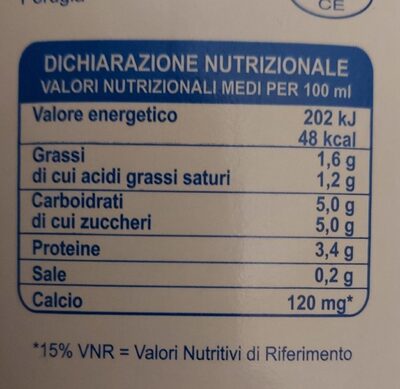 Perugia
CE
DICHIARAZIONE NUTRIZIONALE
VALORI NUTRIZIONALI MEDI PER 100 ml
Valore energetico 202 kJ
48 kcal
Grassi 1,6 g
di cui acidi grassi saturi 1,2 g
Carboidrati 5,0 g
di cui zuccheri 5,0 g
Proteine 3,4 g
Sale 0,2 g
Calcio 120 mg*
*15% VNR = Valori Nutritivi di Riferimento